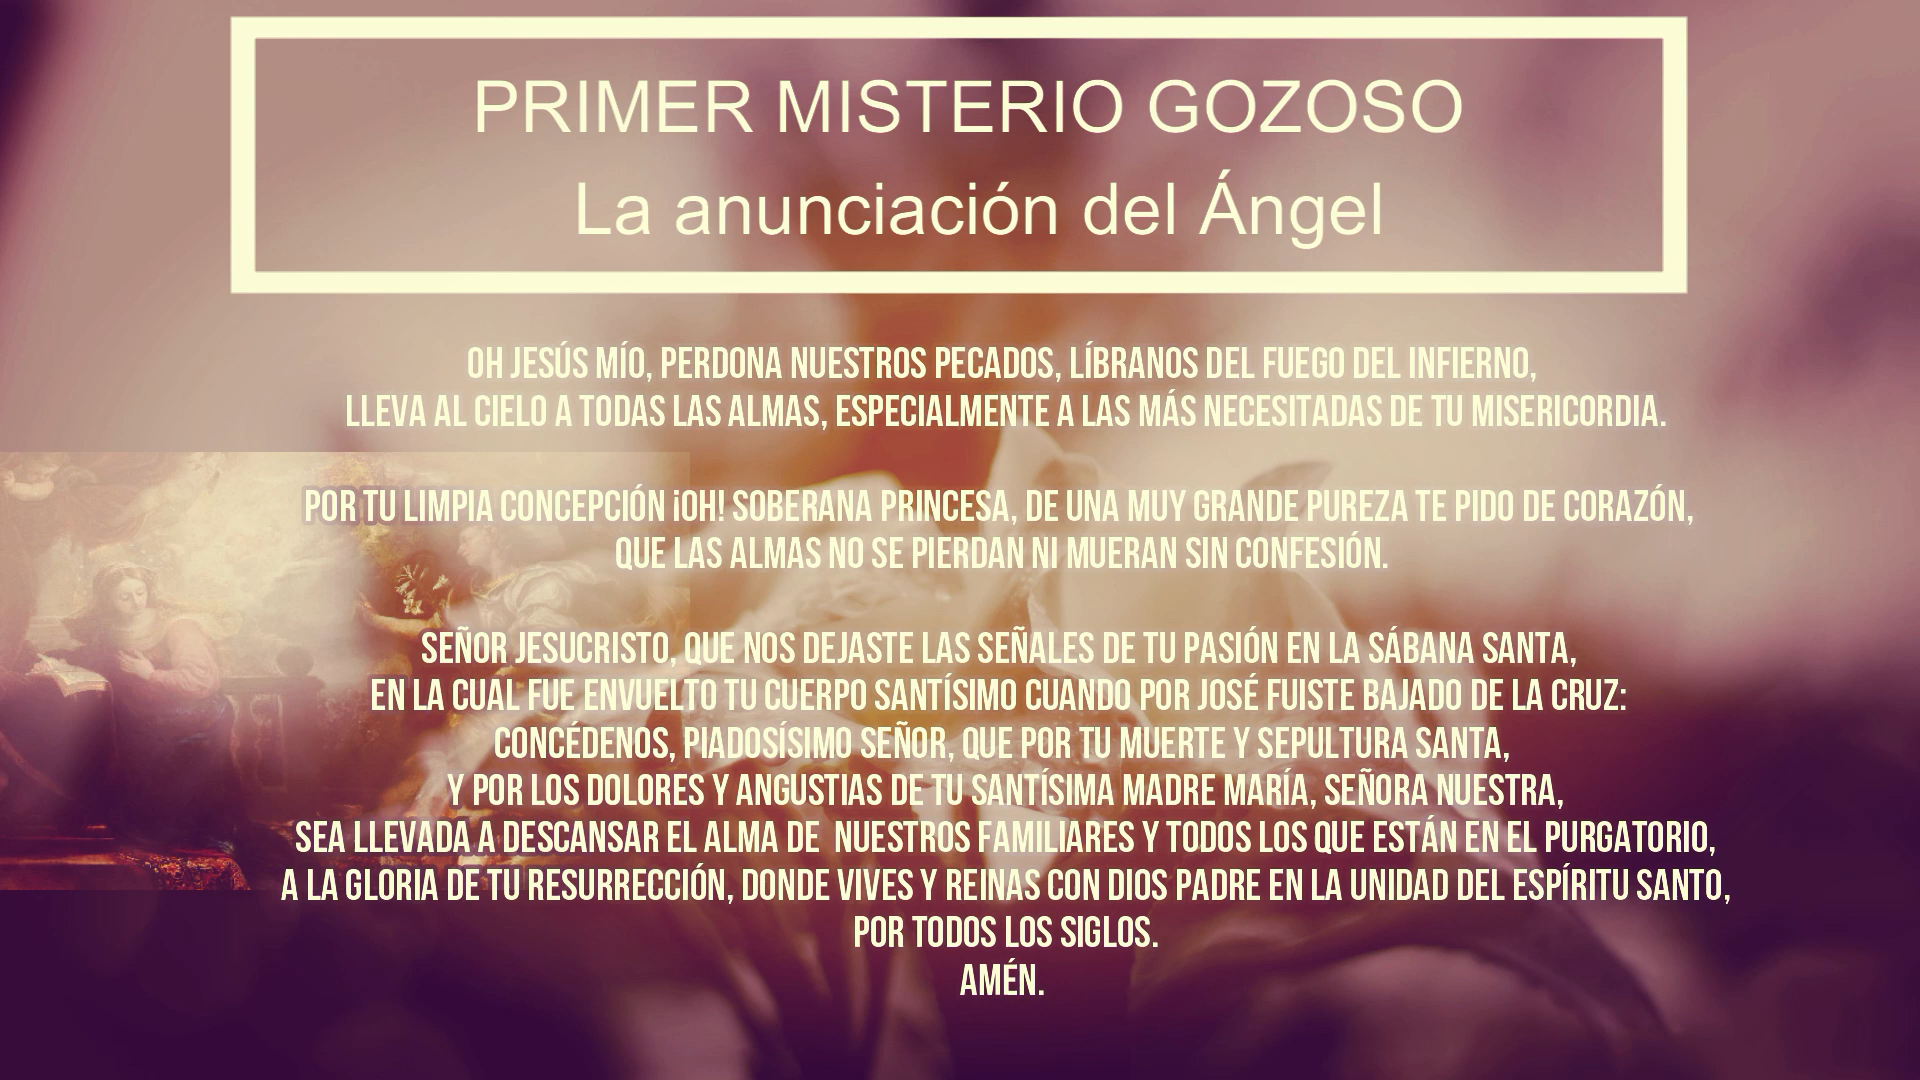 PRIMER MISTERIO GOZOSO
La anunciación del Ángel
OH JESÚS MÍO, PERDONA NUESTROS PECADOS, LÍBRANOS DEL FUEGO DEL INFIERNO,
LLEVA AL CIELO A TODAS LAS ALMAS, ESPECIALMENTE A LAS MÁS NECESITADAS DE TU MISERICORDIA.
POR TU LIMPIA CONCEPCIÓN ¡OH! SOBERANA PRINCESA, DE UNA MUY GRANDE PUREZA TE PIDO DE CORAZÓN,
QUE LAS ALMAS NO SE PIERDAN NI MUERAN SIN CONFESIÓN.
SEÑOR JESUCRISTO, QUE NOS DEJASTE LAS SEÑALES DE TU PASIÓN EN LA SÁBANA SANTA,
EN LA CUAL FUE ENVUELTO TU CUERPO SANTÍSIMO CUANDO POR JOSÉ FUISTE BAJADO DE LA CRUZ:
CONCÉDENOS, PIADOSÍSIMO SEÑOR, QUE POR TU MUERTE Y SEPULTURA SANTA,
Y POR LOS DOLORES Y ANGUSTIAS DE TU SANTÍSIMA MADRE MARÍA, SEÑORA NUESTRA,
SEA LLEVADA A DESCANSAR EL ALMA DE  NUESTROS FAMILIARES Y TODOS LOS QUE ESTÁN EN EL PURGATORIO,
A LA GLORIA DE TU RESURRECCIÓN, DONDE VIVES Y REINAS CON DIOS PADRE EN LA UNIDAD DEL ESPÍRITU SANTO,
POR TODOS LOS SIGLOS.
AMÉN.